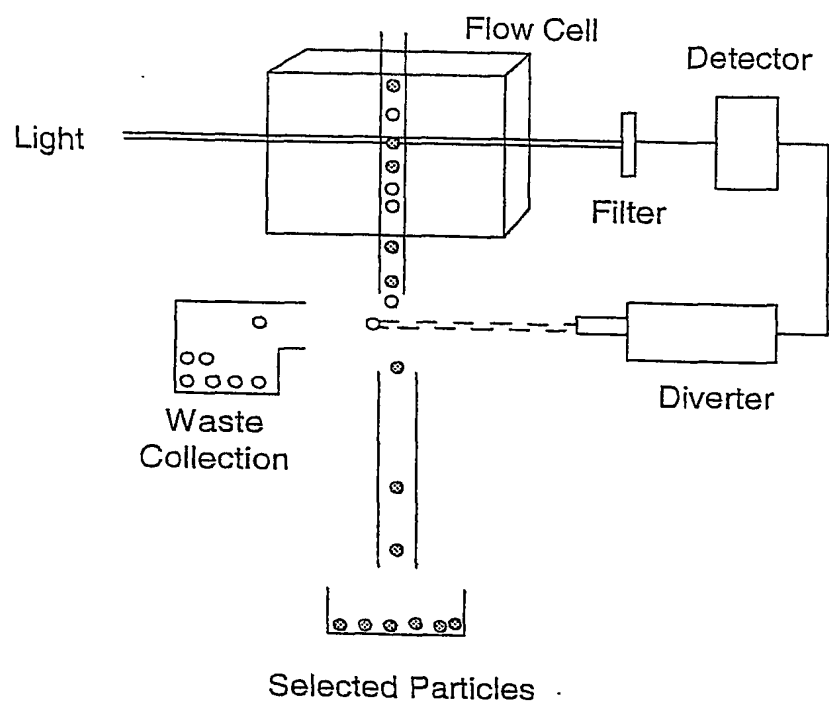 Flow Cell
Detector
Light
Filter
Diverter
Waste
Collection
Selected Particles